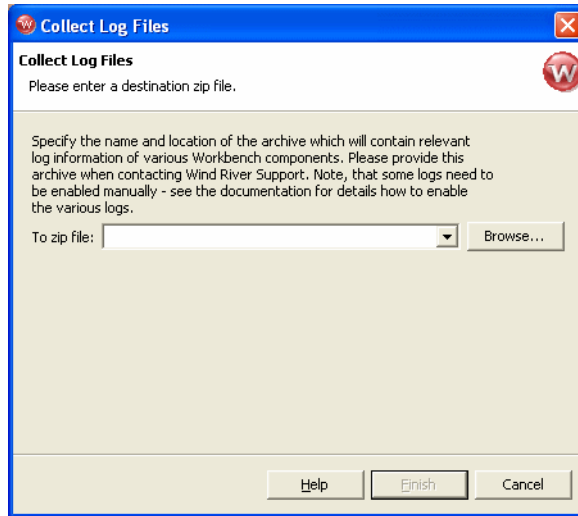 Collect Log Files
Collect Log Files
Please enter a destination zip file.
W
Specify the name and location of the archive which will contain relevant
log information of various Workbench components. Please provide this
archive when contacting Wind River Support. Note, that some logs need to
be enabled manually - see the documentation for details how to enable
the various logs.
To zip file: Browse...
Help Finish Cancel